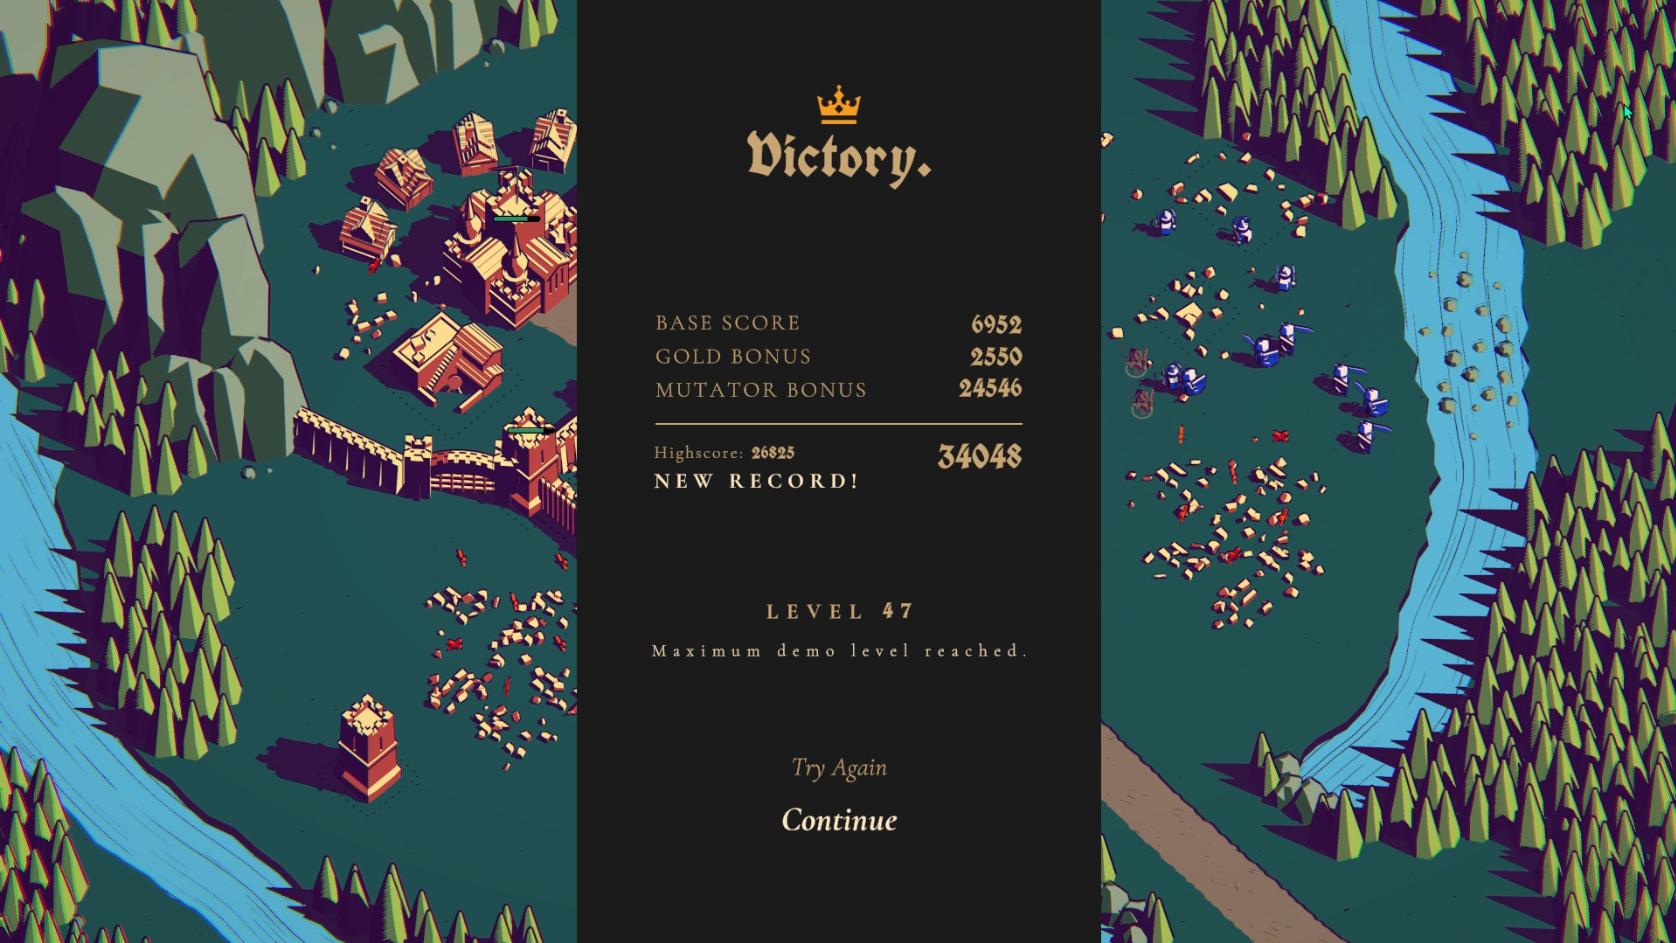 Victory.
BASE SCORE 6952
GOLD BONUS 2550
MUTATOR BONUS 24546
Highscore: 26825 34048
NEW RECORD!
LEVEL 47
Maximum demo level reached.
Try Again
Continue